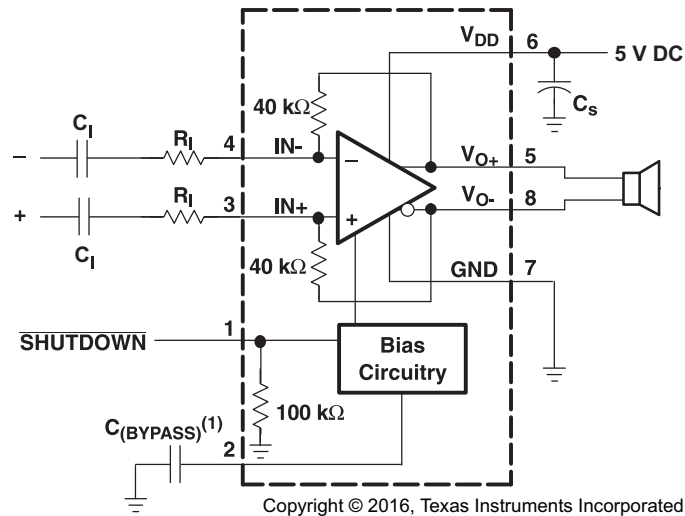 V_DD 6
5 V DC
40 kΩ
C_S
C_I
R_I
4
IN-
−
V_O+ 5
−
R_I
3
IN+
+
V_O- 8
+
C_I
40 kΩ
GND 7
SHUTDOWN
1
Bias
Circuitry
100 kΩ
C_(BYPASS)^(1)
2
Copyright © 2016, Texas Instruments Incorporated